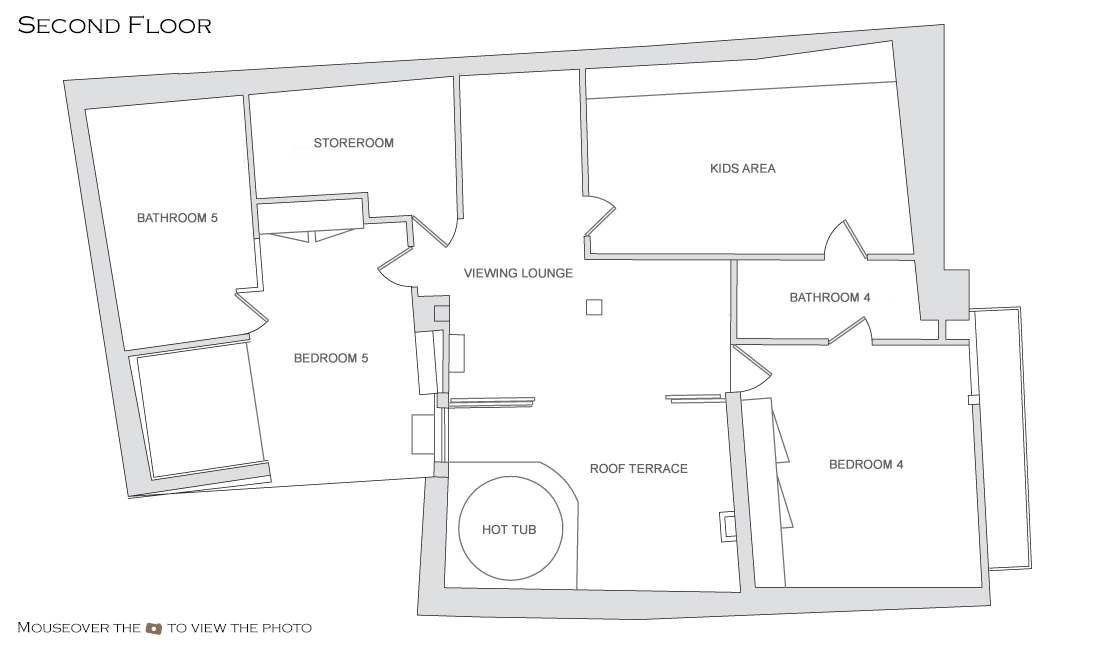 Second Floor
STOREROOM
KIDS AREA
BATHROOM 5
VIEWING LOUNGE
BATHROOM 4
BEDROOM 5
ROOF TERRACE
BEDROOM 4
HOT TUB
Mouseover the to view the photo